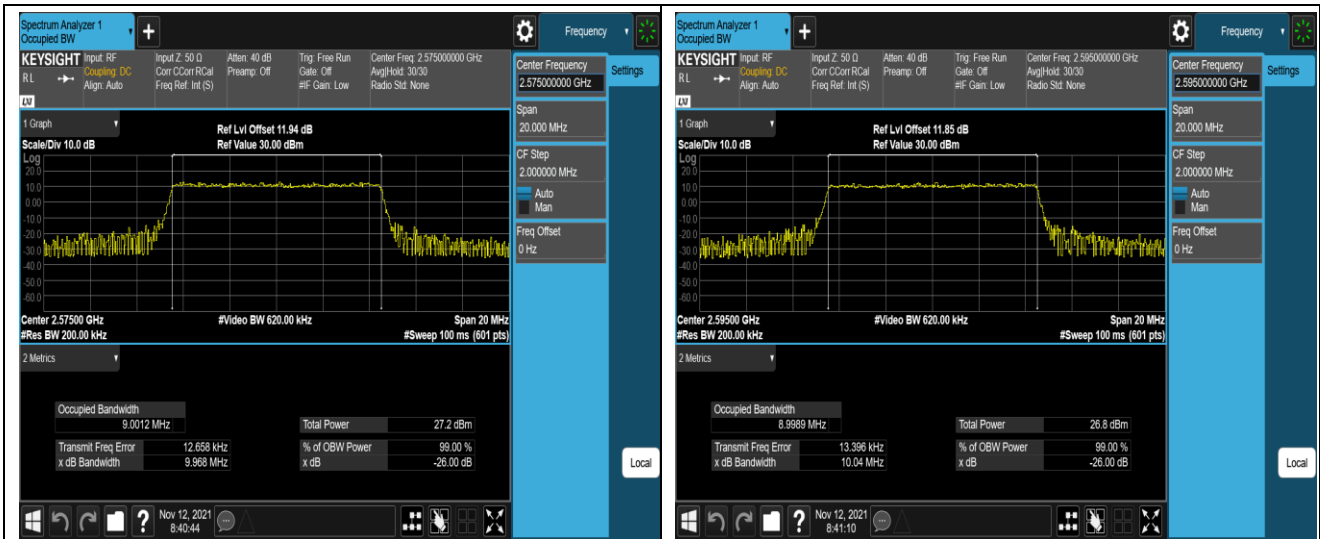 Spectrum Analyzer 1
Occupied BW
+
Frequency
KEYSIGHT
RL
LXI
Input: RF
Coupling: DC
Align: Auto
Input Z: 50 Ω
Corr CCorr RCal
Freq Ref: Int (S)
Atten: 40 dB
Preamp: Off
Trig: Free Run
Gate: Off
#IF Gain: Low
Center Freq: 2.575000000 GHz
Avg|Hold: 30/30
Radio Std: None
Center Frequency
2.575000000 GHz
Settings
Span
20.000 MHz
CF Step
2.000000 MHz
Auto
Man
Freq Offset
0 Hz
Local
1 Graph
Scale/Div 10.0 dB
Ref Lvl Offset 11.94 dB
Ref Value 30.00 dBm
Log
20.0
10.0
0.00
-10.0
-20.0
-30.0
-40.0
-50.0
-60.0
Center 2.57500 GHz
#Video BW 620.00 kHz
Span 20 MHz
#Res BW 200.00 kHz
#Sweep 100 ms (601 pts)
2 Metrics
Occupied Bandwidth
9.0012 MHz
Total Power 27.2 dBm
Transmit Freq Error 12.658 kHz
% of OBW Power 99.00 %
x dB Bandwidth 9.968 MHz
x dB -26.00 dB
?
Nov 12, 2021
8:40:44
Spectrum Analyzer 1
Occupied BW
+
Frequency
KEYSIGHT
RL
LXI
Input: RF
Coupling: DC
Align: Auto
Input Z: 50 Ω
Corr CCorr RCal
Freq Ref: Int (S)
Atten: 40 dB
Preamp: Off
Trig: Free Run
Gate: Off
#IF Gain: Low
Center Freq: 2.595000000 GHz
Avg|Hold: 30/30
Radio Std: None
Center Frequency
2.595000000 GHz
Settings
Span
20.000 MHz
CF Step
2.000000 MHz
Auto
Man
Freq Offset
0 Hz
Local
1 Graph
Scale/Div 10.0 dB
Ref Lvl Offset 11.85 dB
Ref Value 30.00 dBm
Log
20.0
10.0
0.00
-10.0
-20.0
-30.0
-40.0
-50.0
-60.0
Center 2.59500 GHz
#Video BW 620.00 kHz
Span 20 MHz
#Res BW 200.00 kHz
#Sweep 100 ms (601 pts)
2 Metrics
Occupied Bandwidth
8.9989 MHz
Total Power 26.8 dBm
Transmit Freq Error 13.396 kHz
% of OBW Power 99.00 %
x dB Bandwidth 10.04 MHz
x dB -26.00 dB
?
Nov 12, 2021
8:41:10